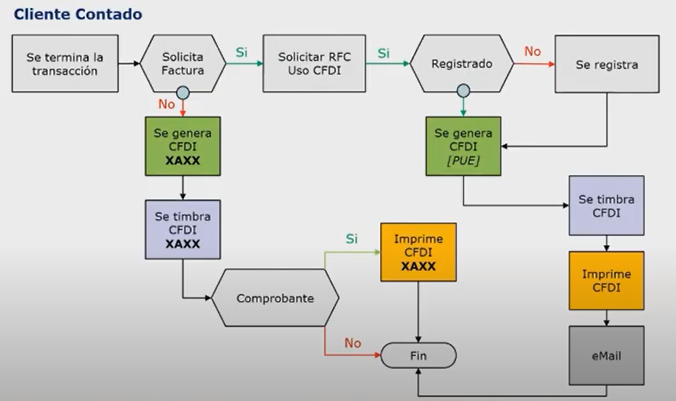 Cliente Contado
Se termina la
transacción
Solicita
Factura
Si
Solicitar RFC
Uso CFDI
Si
Registrado
No
Se registra
No
Se genera
CFDI
XAXX
Se genera
CFDI
[PUE]
Se timbra
CFDI
XAXX
Se timbra
CFDI
Si
Imprime
CFDI
XAXX
Imprime
CFDI
Comprobante
No
Fin
eMail